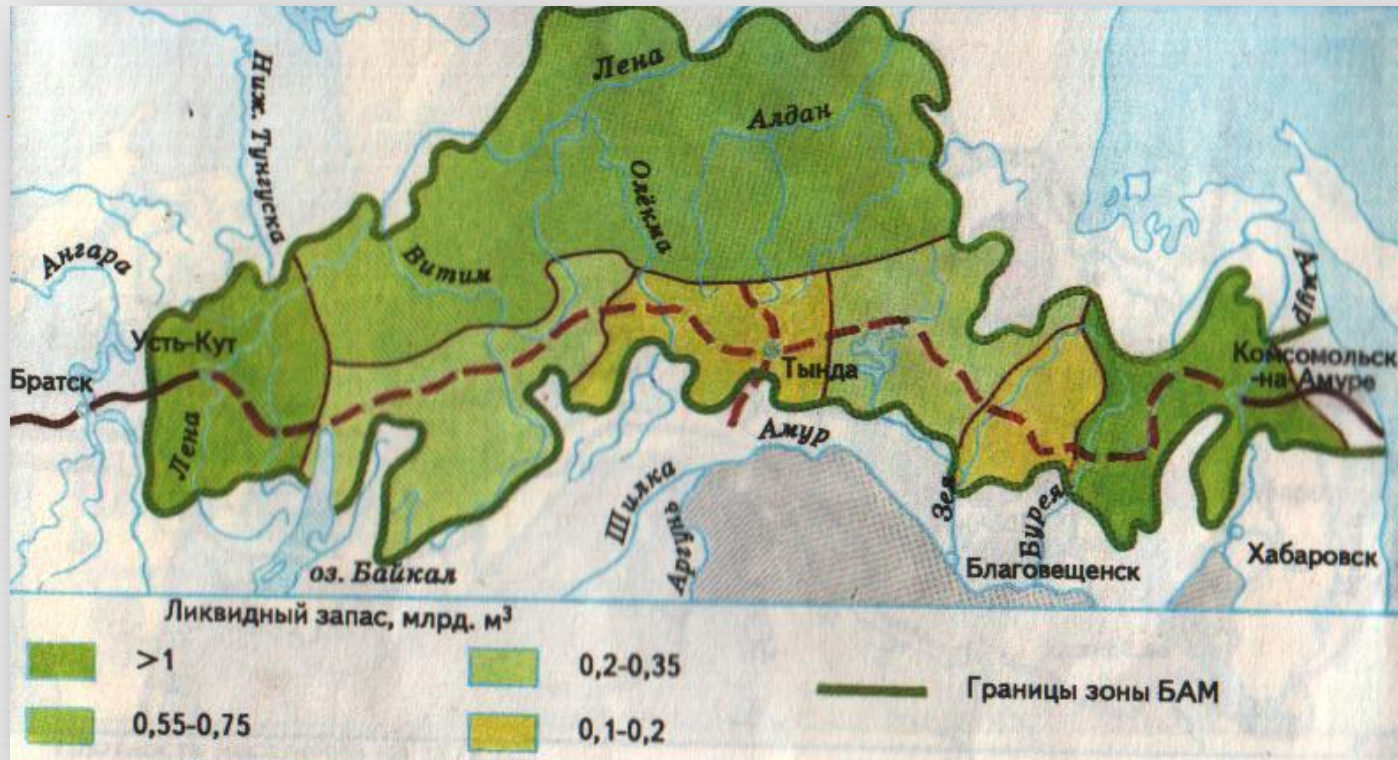 Ниж. Тунгуска
Лена
Алдан
Олёкма
Ангара
Витим
Амур
Усть-Кут
Братск
Лена
Тында
Комсомольск
-на-Амуре
Амур
Шилка
Аргунь
Зея
Бурея
оз. Байкал
Благовещенск
Хабаровск
Ликвидный запас, млрд. м³
>1
0,2-0,35
Границы зоны БАМ
0,55-0,75
0,1-0,2